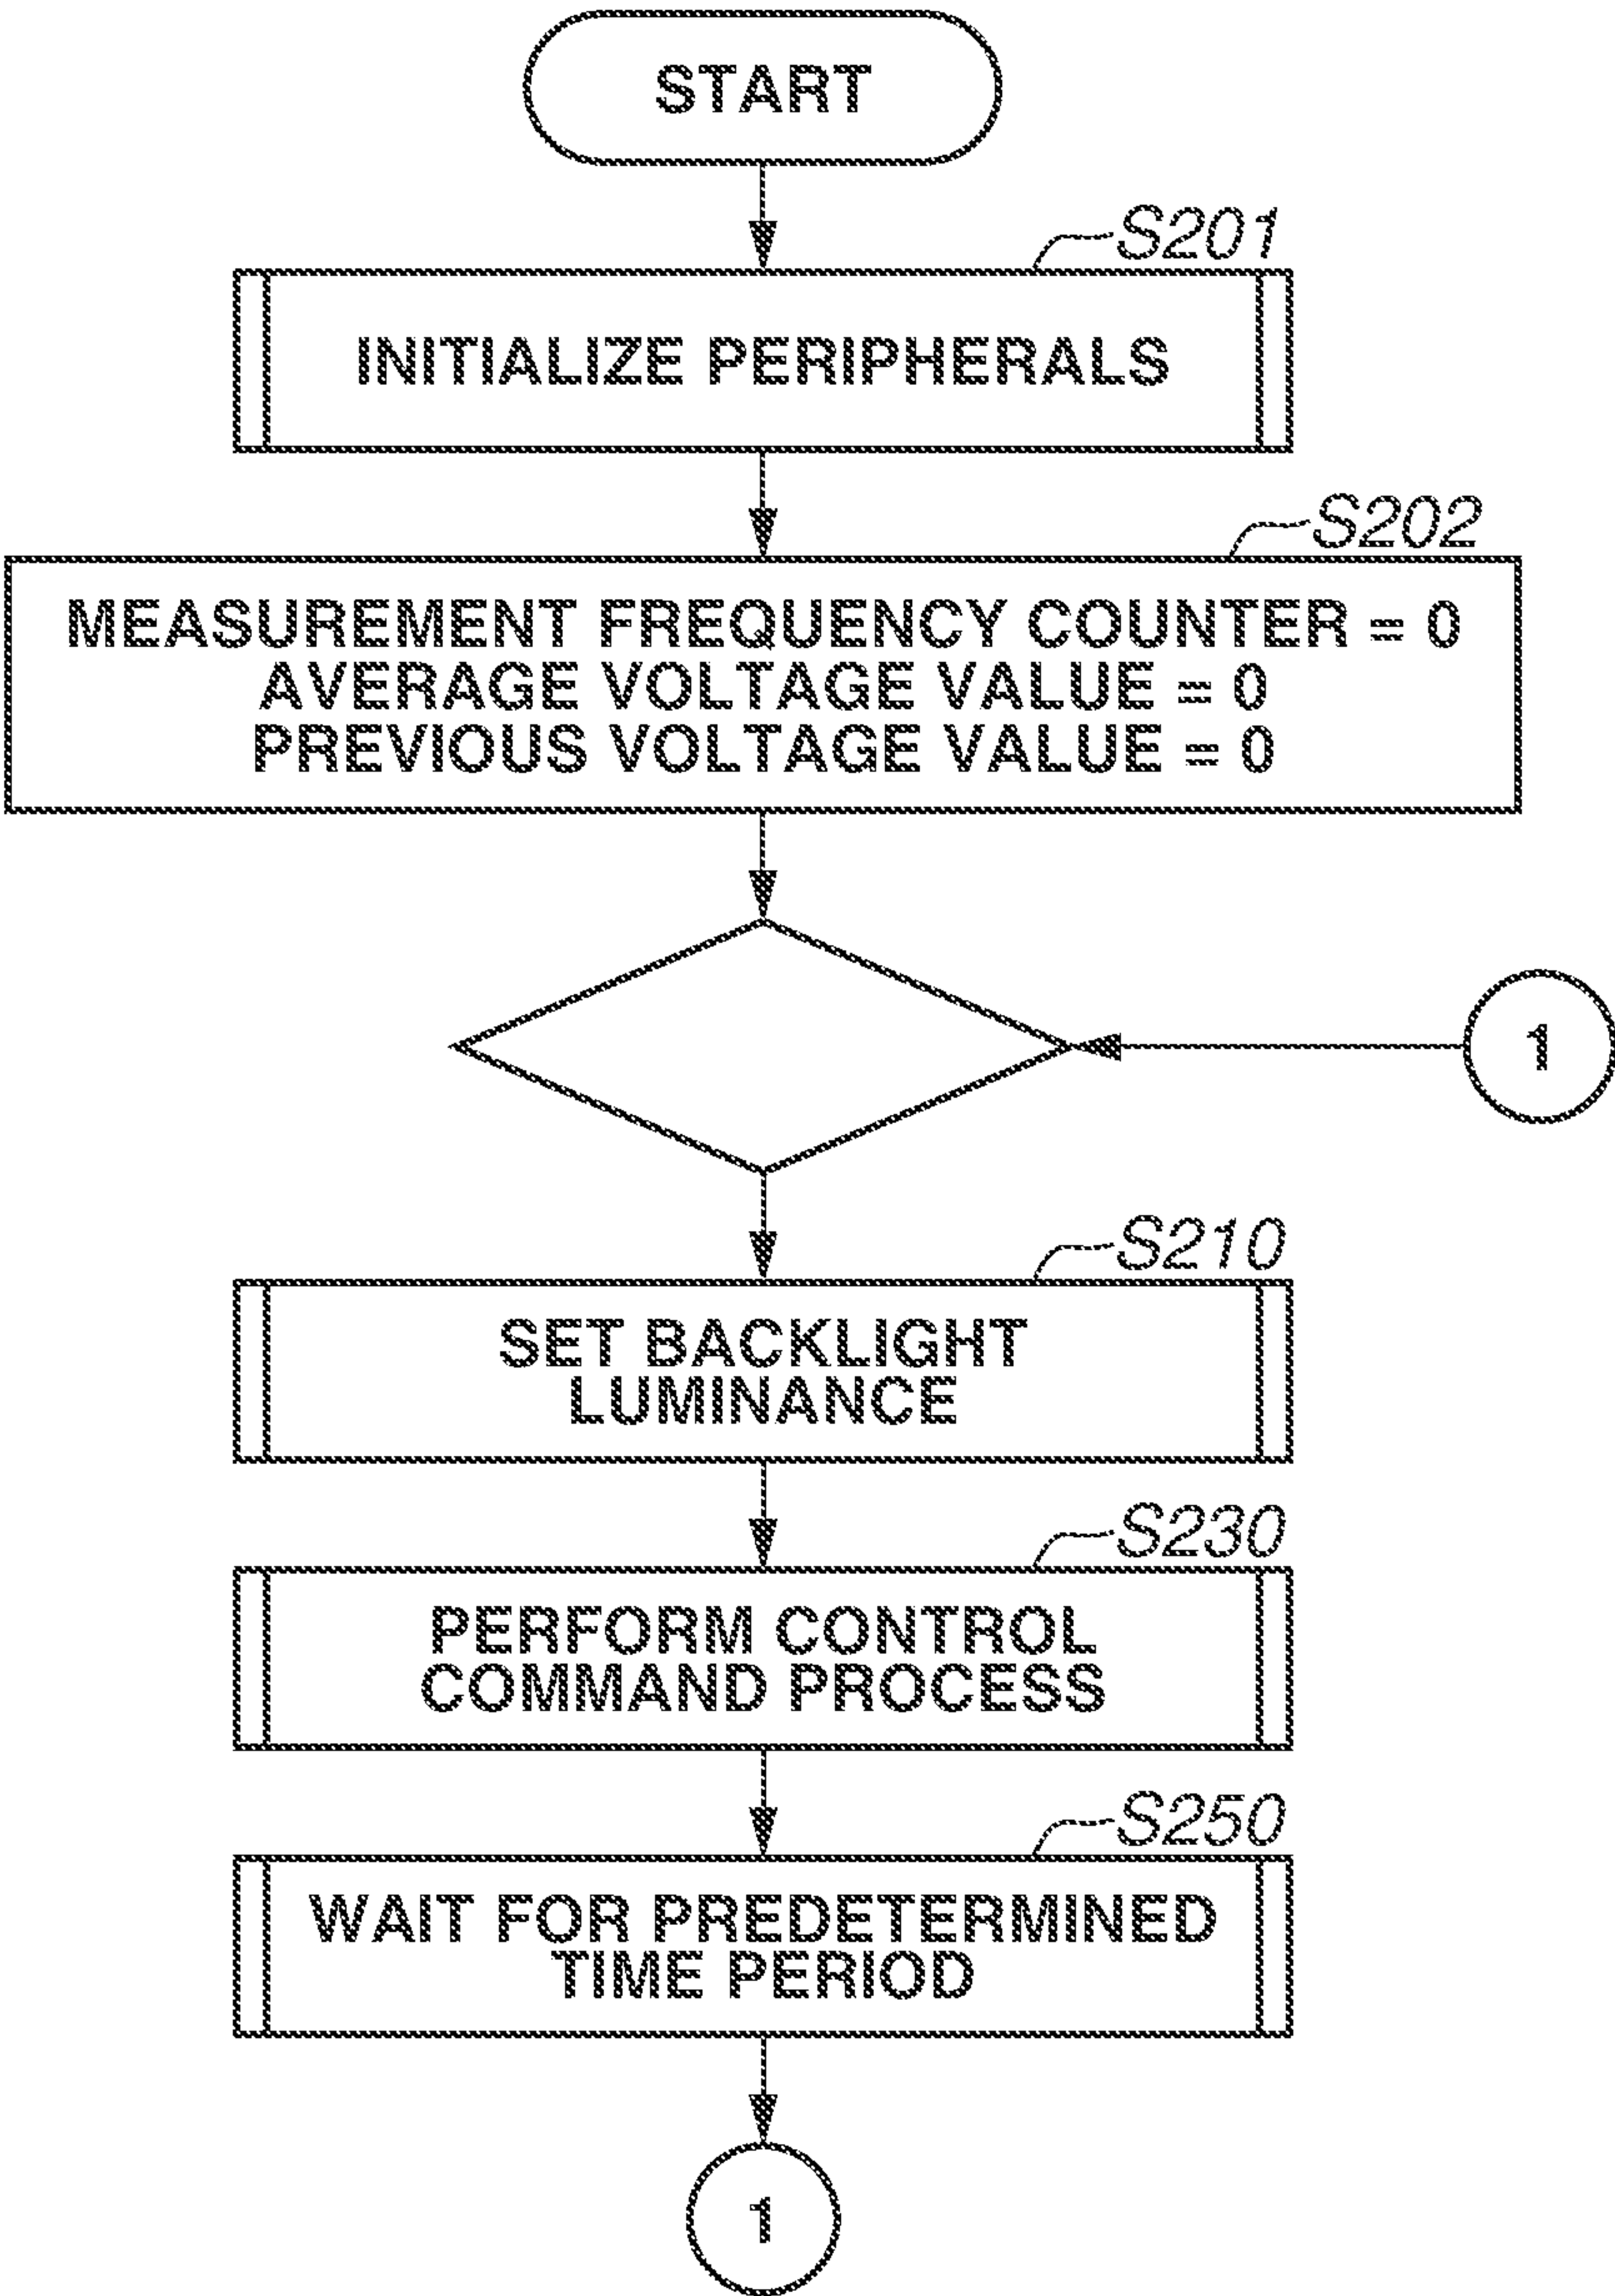 START
S201
INITIALIZE PERIPHERALS
S202
MEASUREMENT FREQUENCY COUNTER = 0
AVERAGE VOLTAGE VALUE = 0
PREVIOUS VOLTAGE VALUE = 0
1
S210
SET BACKLIGHT
LUMINANCE
S230
PERFORM CONTROL
COMMAND PROCESS
S250
WAIT FOR PREDETERMINED
TIME PERIOD
1